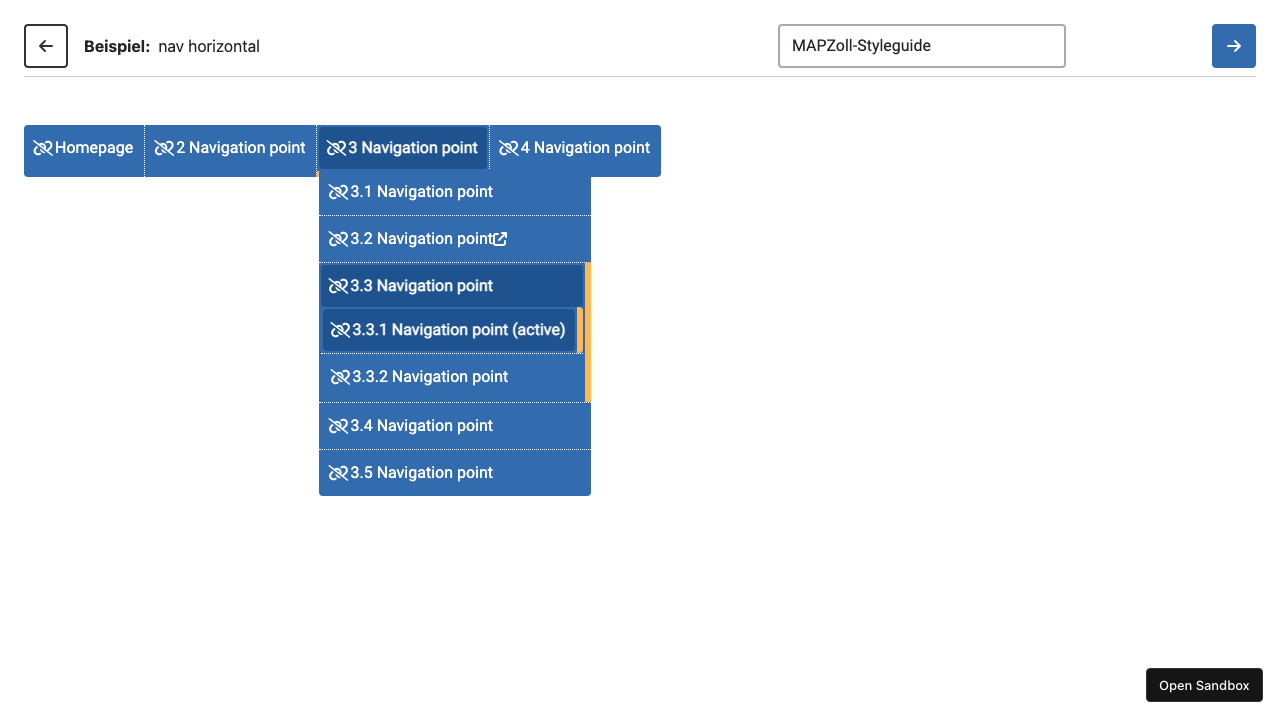 Beispiel: nav horizontal
MAPZoll-Styleguide
Homepage
2 Navigation point
3 Navigation point
4 Navigation point
3.1 Navigation point
3.2 Navigation point
3.3 Navigation point
3.3.1 Navigation point (active)
3.3.2 Navigation point
3.4 Navigation point
3.5 Navigation point
Open Sandbox